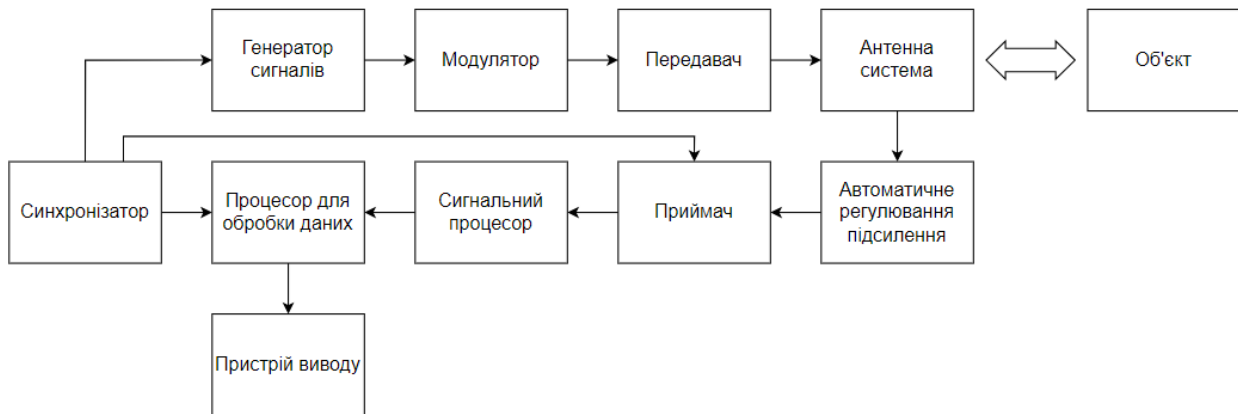 Генератор
сигналів
Модулятор
Передавач
Антенна
система
Об'єкт
Синхронізатор
Процесор для
обробки даних
Сигнальний
процесор
Приймач
Автоматичне
регулювання
підсилення
Пристрій виводу